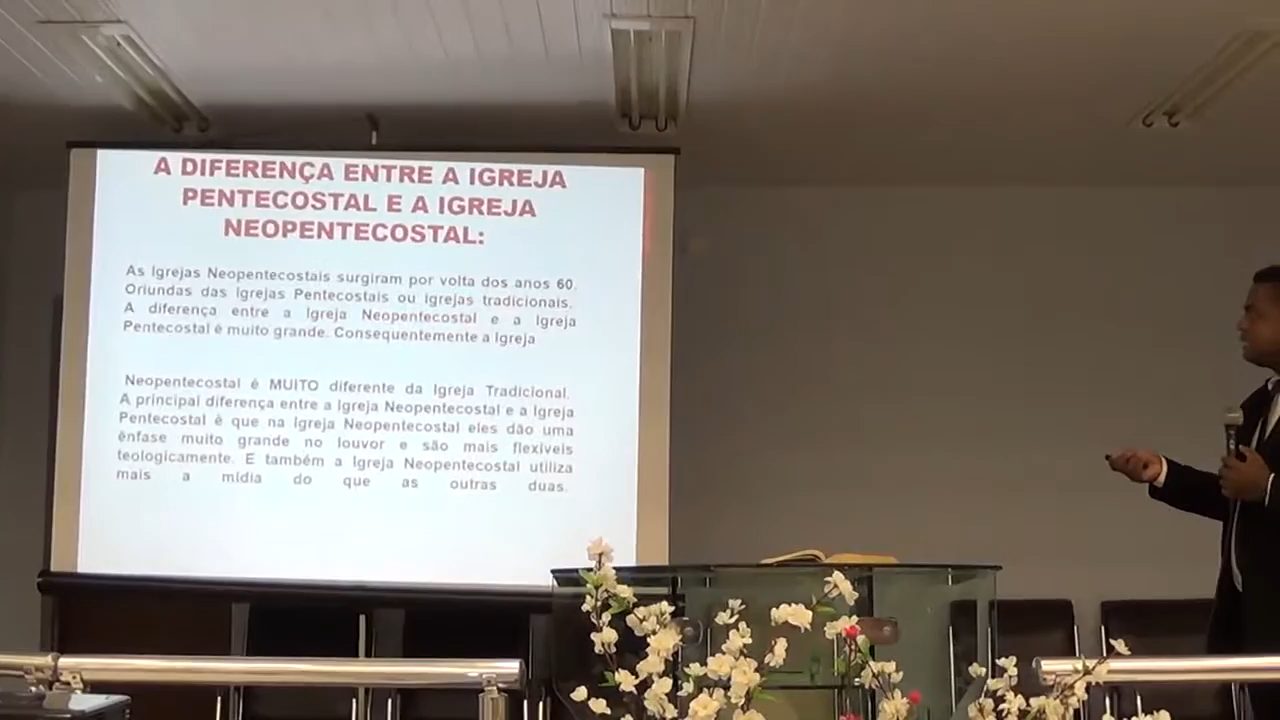 A DIFERENÇA ENTRE A IGREJA
PENTECOSTAL E A IGREJA
NEOPENTECOSTAL:
As Igrejas Neopentecostais surgiram por volta dos anos 60.
Oriundas das Igrejas Pentecostais ou Igrejas tradicionais.
A diferença entre a Igreja Neopentecostal e a Igreja
Pentecostal é muito grande. Consequentemente a Igreja
Neopentecostal é MUITO diferente da Igreja Tradicional.
A principal diferença entre a Igreja Neopentecostal e a Igreja
Pentecostal é que na Igreja Neopentecostal eles dão uma
ênfase muito grande no louvor e são mais flexíveis
teologicamente. E também a Igreja Neopentecostal utiliza
mais a mídia do que as outras duas.